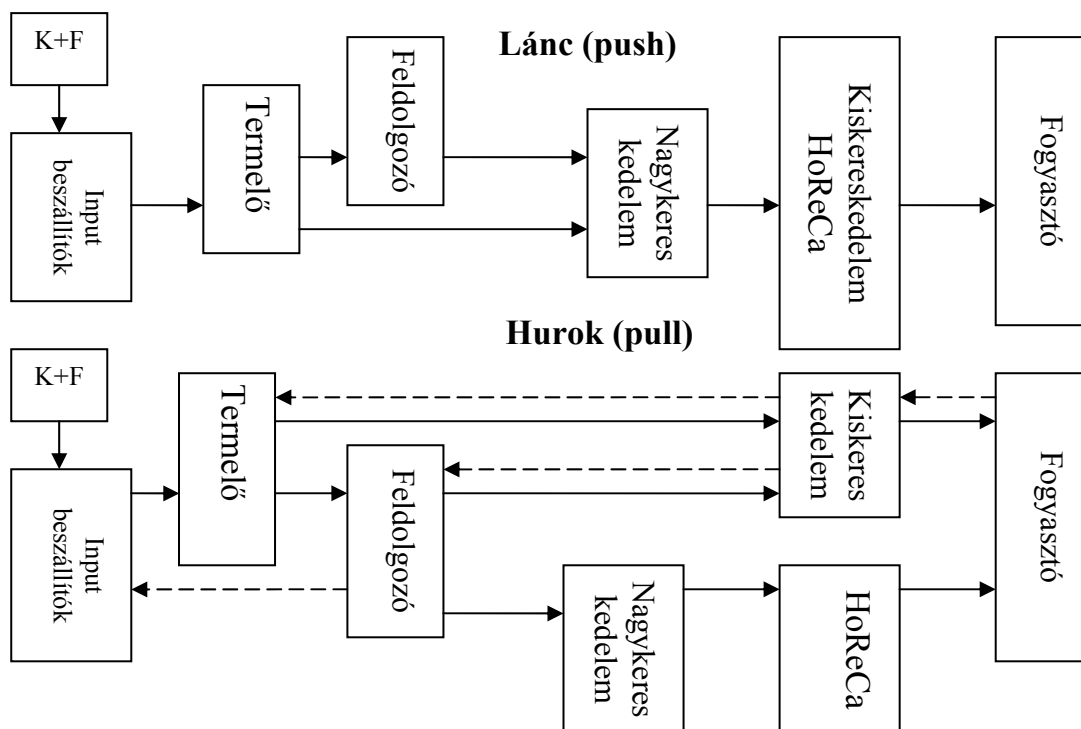 Lánc (push)
K+F
Input
beszállítók
Termelő
Feldolgozó
Nagykeres
kedelem
Kiskereskedelem
HoReCa
Fogyasztó
Hurok (pull)
K+F
Input
beszállítók
Termelő
Feldolgozó
Nagykeres
kedelem
Kiskeres
kedelem
HoReCa
Fogyasztó